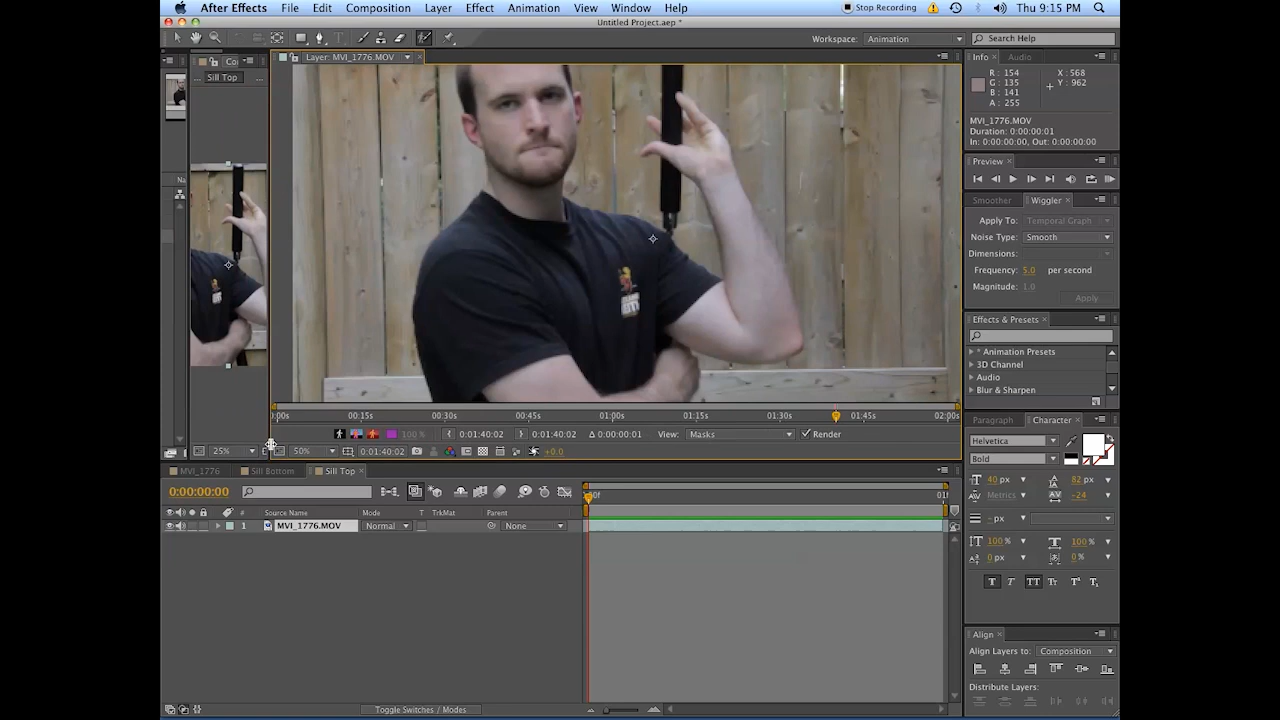 After Effects File Edit Composition Layer Effect Animation View Window Help Stop Recording Thu 9:15 PM
Untitled Project.aep *
Workspace: Animation Search Help
Layer: MVI_1776.MOV Info Audio
Sill Top
R : 154 X : 568
G : 135 Y : 962
B : 141
A : 255
MVI_1776.MOV
Duration: 0:00:00:01
In: 0:00:00:00, Out: 0:00:00:00
Preview
Smoother Wiggler
Apply To: Temporal Graph
Noise Type: Smooth
Dimensions:
Frequency: 5.0 per second
Magnitude: 1.0
Apply
Effects & Presets
* Animation Presets
3D Channel
Audio
Blur & Sharpen
:00s 00:15s 00:30s 00:45s 01:00s 01:15s 01:30s 01:45s 02:00s
100 % 0:01:40:02 0:01:40:02 Δ 0:00:00:01 View: Masks Render
25% 50% 0:01:40:02 +0.0
Paragraph Character
Helvetica
Bold
MVI_1776 Sill Bottom Sill Top
40 px 82 px
Metrics -24
0:00:00:00 :00f 01f
# Source Name Mode T TrkMat Parent
1 MVI_1776.MOV Normal None
- px
100 % 100 %
0 px 0 %
T T TT Tr T¹ T₁
Align
Align Layers to: Composition
Distribute Layers:
Toggle Switches / Modes